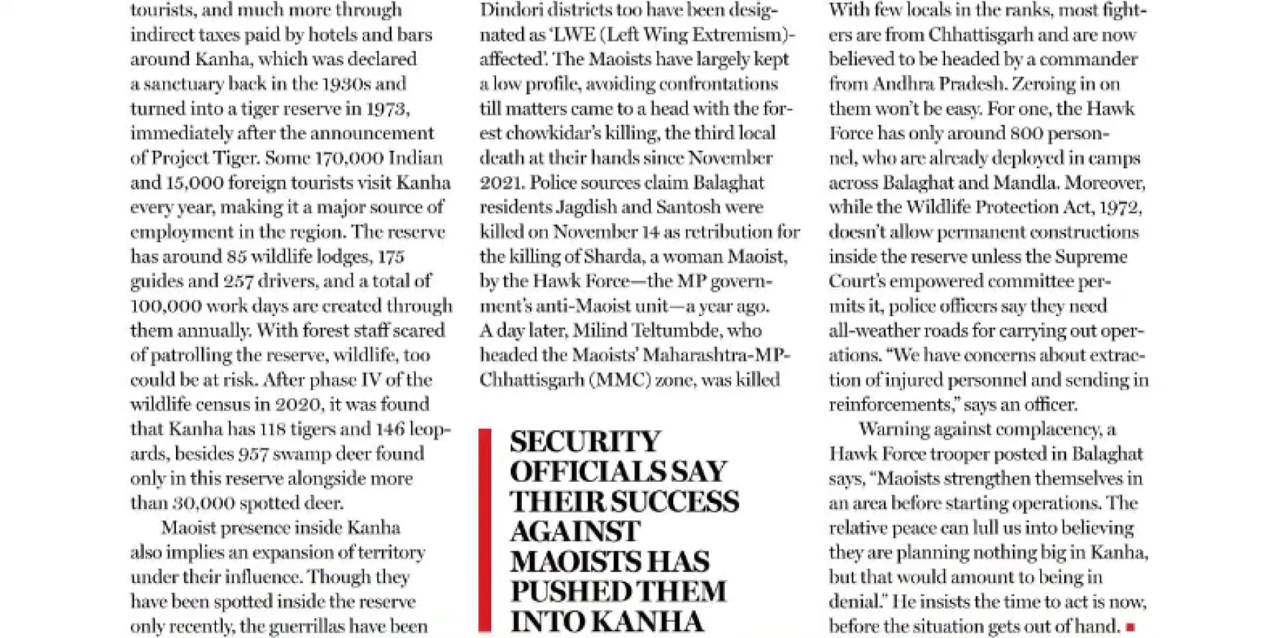 tourists, and much more through
indirect taxes paid by hotels and bars
around Kanha, which was declared
a sanctuary back in the 1930s and
turned into a tiger reserve in 1973,
immediately after the announcement
of Project Tiger. Some 170,000 Indian
and 15,000 foreign tourists visit Kanha
every year, making it a major source of
employment in the region. The reserve
has around 85 wildlife lodges, 175
guides and 257 drivers, and a total of
100,000 work days are created through
them annually. With forest staff scared
of patrolling the reserve, wildlife, too
could be at risk. After phase IV of the
wildlife census in 2020, it was found
that Kanha has 118 tigers and 146 leop-
ards, besides 957 swamp deer found
only in this reserve alongside more
than 30,000 spotted deer.
Maoist presence inside Kanha
also implies an expansion of territory
under their influence. Though they
have been spotted inside the reserve
only recently, the guerrillas have been
Dindori districts too have been desig-
nated as ‘LWE (Left Wing Extremism)-
affected’. The Maoists have largely kept
a low profile, avoiding confrontations
till matters came to a head with the for-
est chowkidar’s killing, the third local
death at their hands since November
2021. Police sources claim Balaghat
residents Jagdish and Santosh were
killed on November 14 as retribution for
the killing of Sharda, a woman Maoist,
by the Hawk Force—the MP govern-
ment’s anti-Maoist unit—a year ago.
A day later, Milind Teltumbde, who
headed the Maoists’ Maharashtra-MP-
Chhattisgarh (MMC) zone, was killed
SECURITY
OFFICIALS SAY
THEIR SUCCESS
AGAINST
MAOISTS HAS
PUSHED THEM
INTO KANHA
With few locals in the ranks, most fight-
ers are from Chhattisgarh and are now
believed to be headed by a commander
from Andhra Pradesh. Zeroing in on
them won’t be easy. For one, the Hawk
Force has only around 800 person-
nel, who are already deployed in camps
across Balaghat and Mandla. Moreover,
while the Wildlife Protection Act, 1972,
doesn’t allow permanent constructions
inside the reserve unless the Supreme
Court’s empowered committee per-
mits it, police officers say they need
all-weather roads for carrying out oper-
ations. “We have concerns about extrac-
tion of injured personnel and sending in
reinforcements,” says an officer.
Warning against complacency, a
Hawk Force trooper posted in Balaghat
says, “Maoists strengthen themselves in
an area before starting operations. The
relative peace can lull us into believing
they are planning nothing big in Kanha,
but that would amount to being in
denial.” He insists the time to act is now,
before the situation gets out of hand. ■